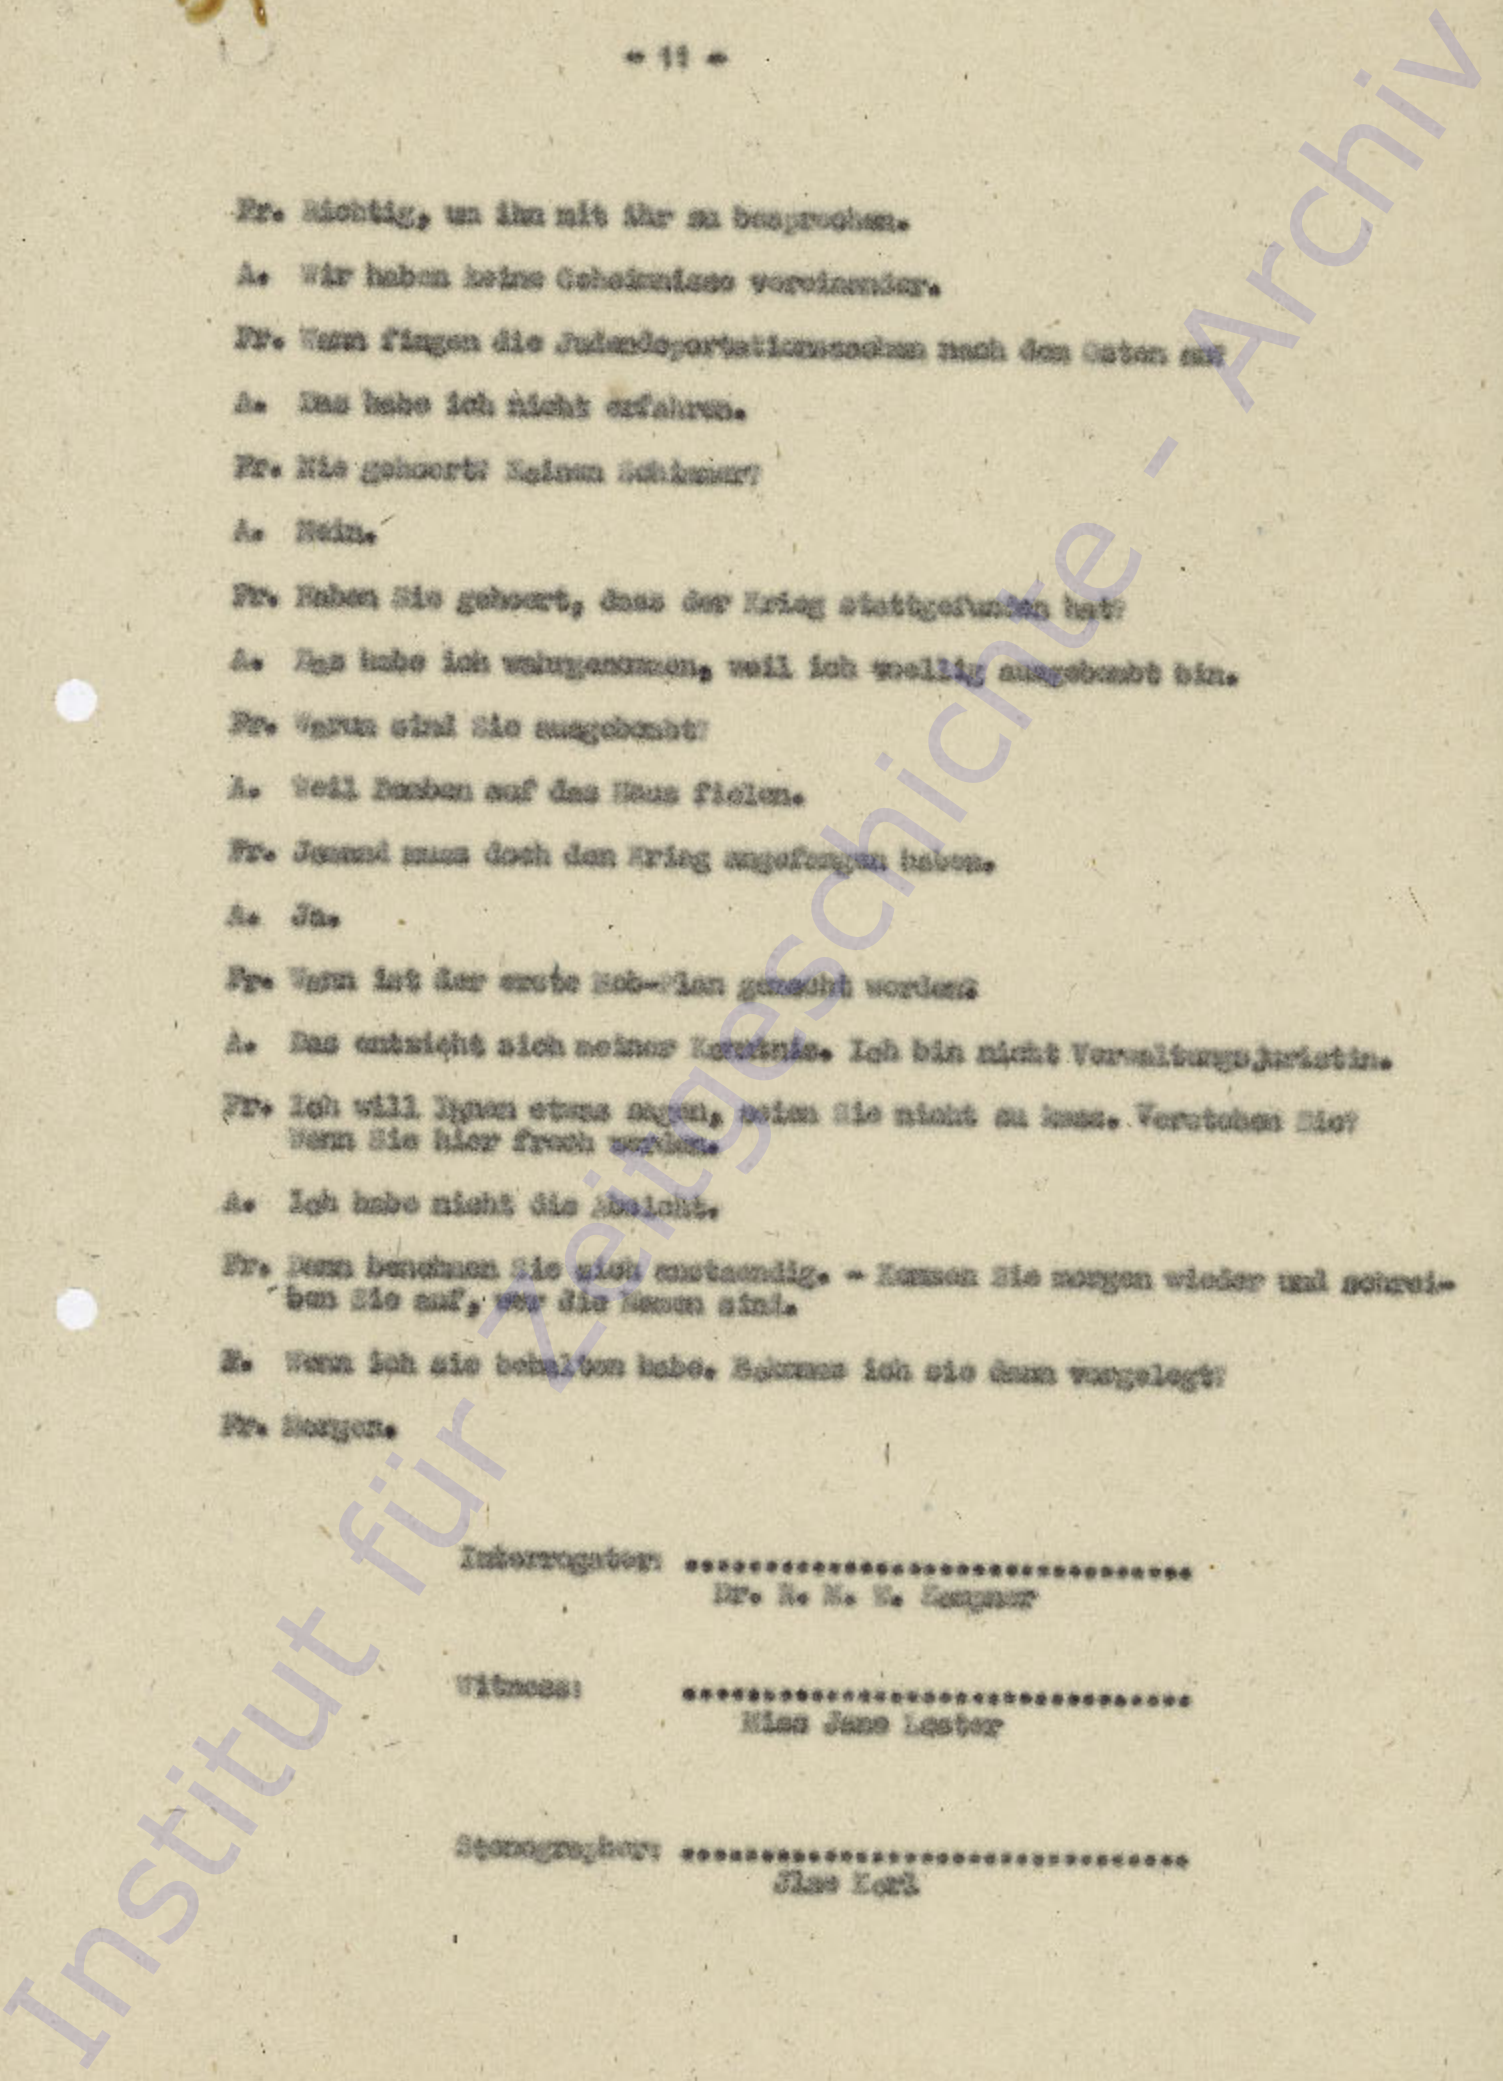 - 11 -
Fr. Richtig, um ihn mit ihr zu besprechen.
A. Wir haben keine Geheimnisse voreinander.
Fr. Wann fingen die Judendeportationssachen nach dem Osten an?
A. Das habe ich nicht erfahren.
Fr. Nie gehoert? Keinen Schimmer?
A. Nein.
Fr. Haben Sie gehoert, dass der Krieg stattgefunden hat?
A. Das habe ich wahrgenommen, weil ich voellig ausgebombt bin.
Fr. Warum sind Sie ausgebombt?
A. Weil Bomben auf das Haus fielen.
Fr. Jemand muss doch den Krieg angefangen haben.
A. Ja.
Fr. Wann ist der erste Mob-Plan gemacht worden?
A. Das entzieht sich meiner Kenntnis. Ich bin nicht Verwaltungsjuristin.
Fr. Ich will Ihnen etwas sagen, seien Sie nicht zu kess. Verstehen Sie?
Wenn Sie hier frech werden.
A. Ich habe nicht die Absicht.
Fr. Dann benehmen Sie sich anstaendig. - Kommen Sie morgen wieder und schrei-
ben Sie auf, wer die Namen sind.
F. Wenn ich sie behalten habe. Bekomme ich sie dann vorgelegt?
Fr. Morgen.
Interrogator: ................................
Dr. R. M. W. Kempner
Witness: ................................
Miss Jane Lester
Stenographer: ................................
Jlse Kerl
Institut für Zeitgeschichte - Archiv